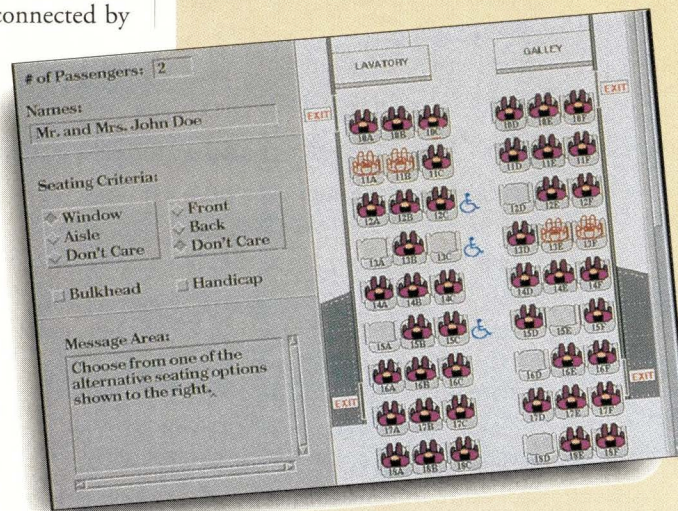 connected by
# of Passengers: 2
Names:
Mr. and Mrs. John Doe
Seating Criteria:
Window
Aisle
Don't Care
Front
Back
Don't Care
Bulkhead
Handicap
Message Area:
Choose from one of the
alternative seating options
shown to the right.
LAVATORY GALLEY
EXIT EXIT
10A 10B 10C 10D 10E 10F
11A 11B 11C 11D 11E 11F
12A 12B 12C 12D 12E 12F
13A 13B 13C 13D 13E 13F
14A 14B 14C 14D 14E 14F
15A 15B 15C 15D 15E 15F
16A 16B 16C 16D 16E 16F
EXIT EXIT
17A 17B 17C 17D 17E 17F
18A 18B 18C 18D 18E 18F